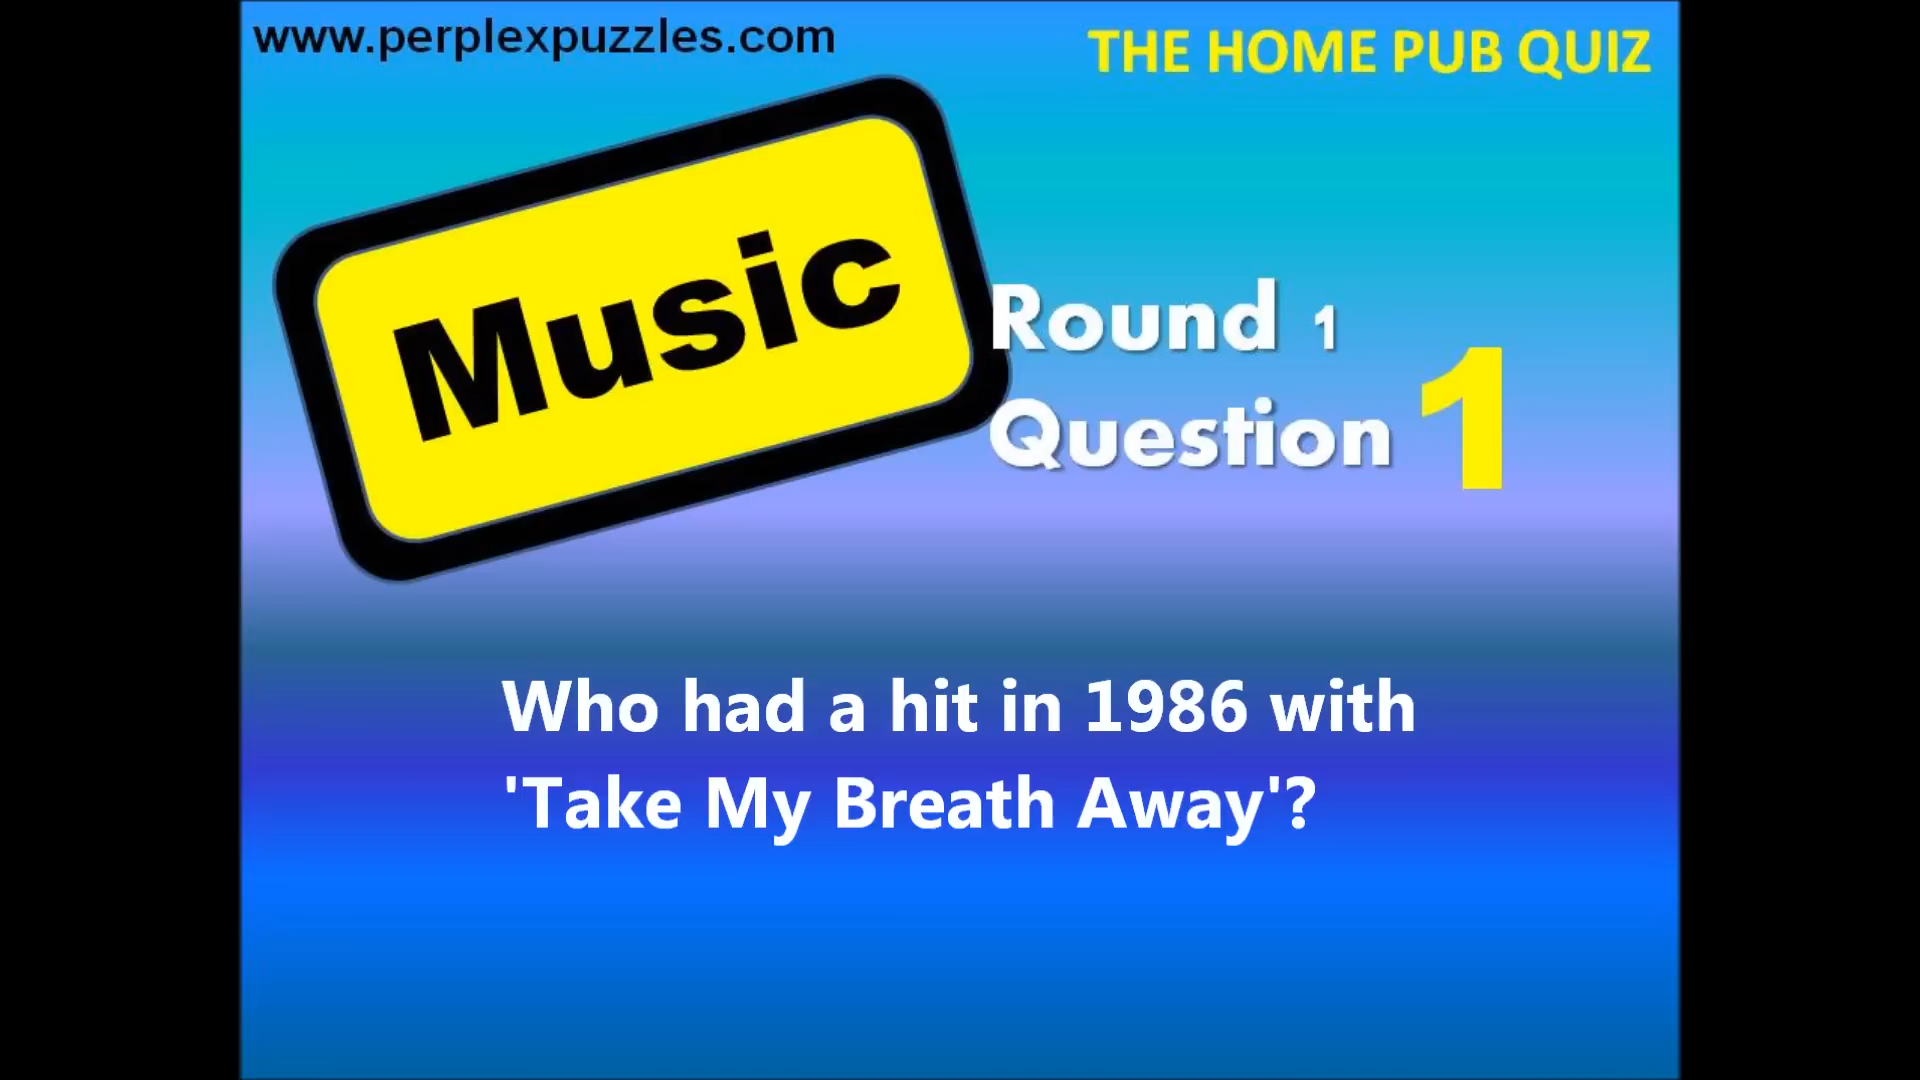 www.perplexpuzzles.com
THE HOME PUB QUIZ
Music
Round 1
Question 1
Who had a hit in 1986 with
'Take My Breath Away'?